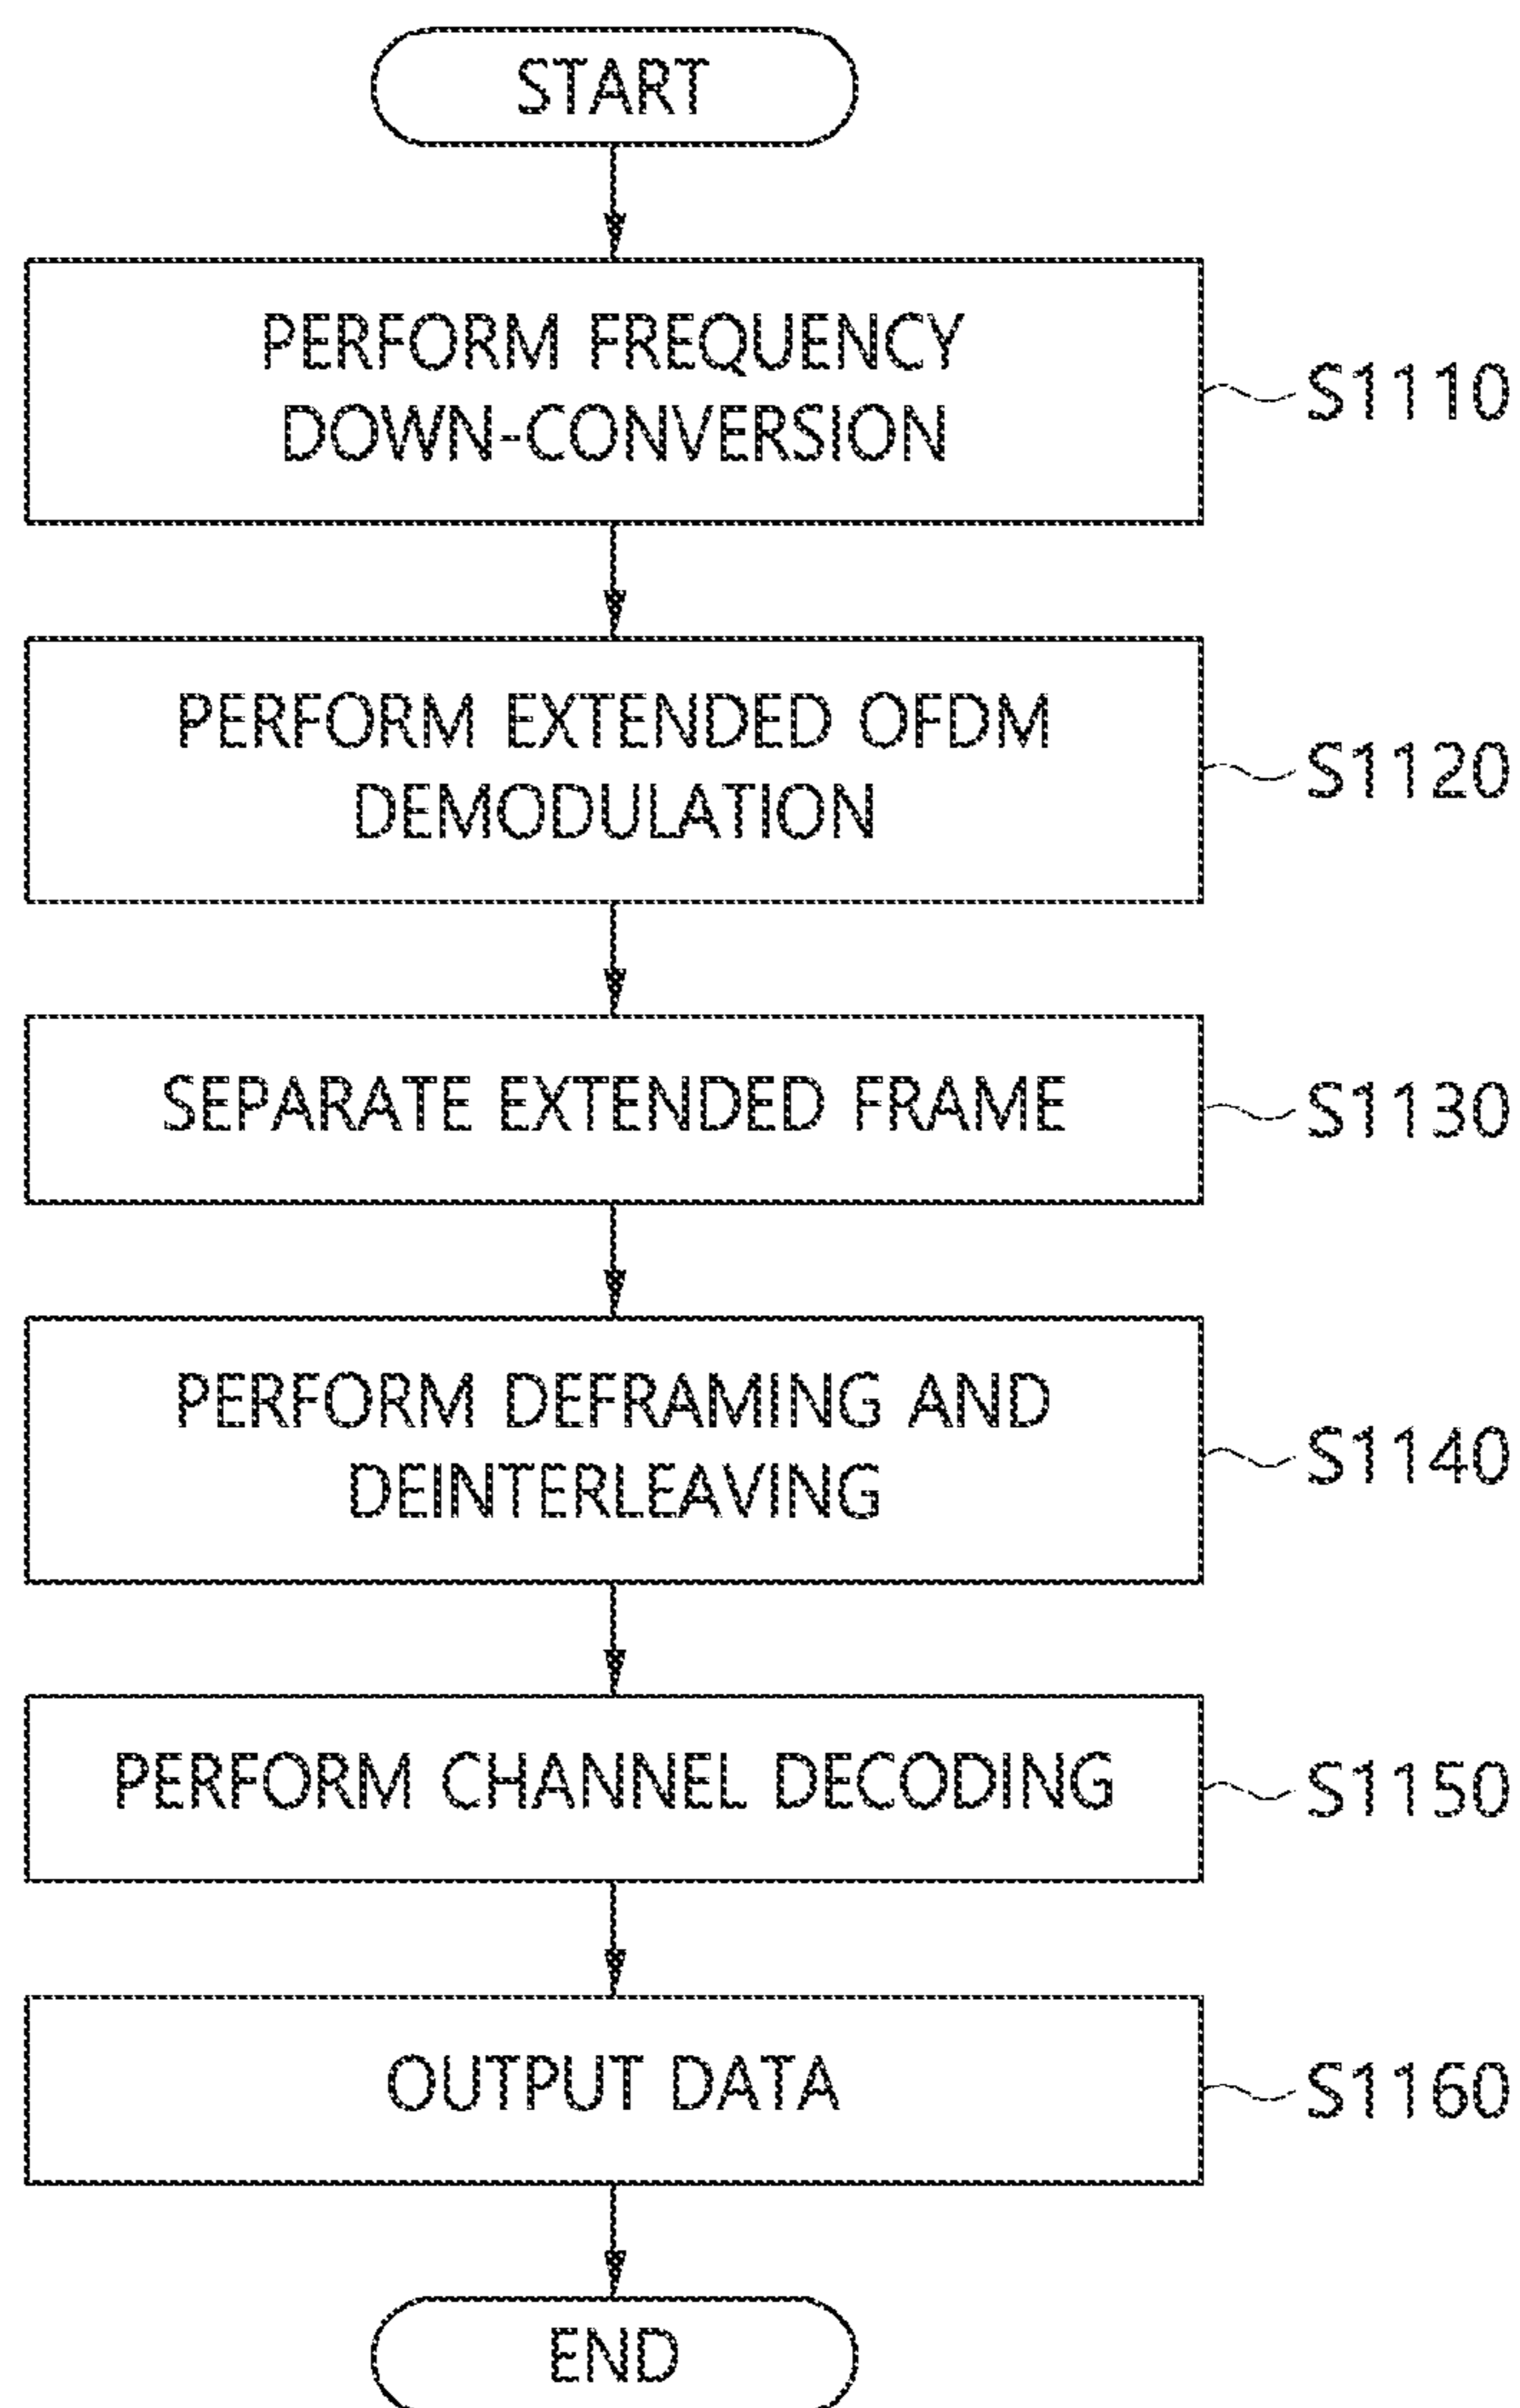 START
PERFORM FREQUENCY
DOWN-CONVERSION
S1110
PERFORM EXTENDED OFDM
DEMODULATION
S1120
SEPARATE EXTENDED FRAME
S1130
PERFORM DEFRAMING AND
DEINTERLEAVING
S1140
PERFORM CHANNEL DECODING
S1150
OUTPUT DATA
S1160
END